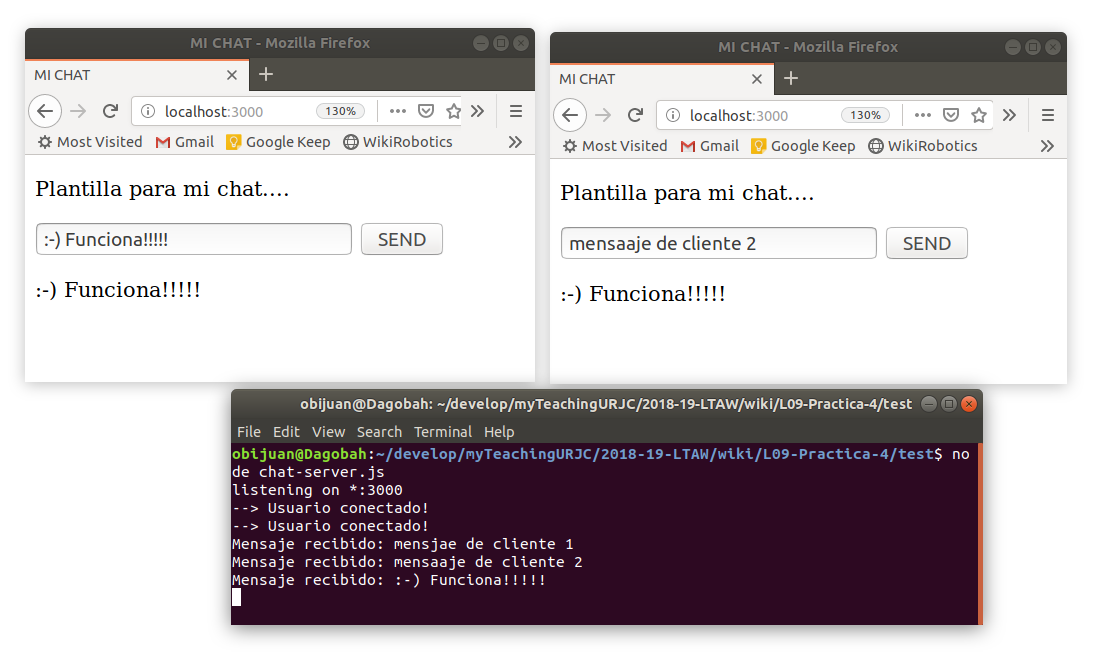 MI CHAT - Mozilla Firefox
MI CHAT
localhost:3000 130%
Most Visited Gmail Google Keep WikiRobotics
Plantilla para mi chat....
:-) Funciona!!!!! SEND
:-) Funciona!!!!!
MI CHAT - Mozilla Firefox
MI CHAT
localhost:3000 130%
Most Visited Gmail Google Keep WikiRobotics
Plantilla para mi chat....
mensaaje de cliente 2 SEND
:-) Funciona!!!!!
obijuan@Dagobah: ~/develop/myTeachingURJC/2018-19-LTAW/wiki/L09-Practica-4/test
File Edit View Search Terminal Help
obijuan@Dagobah:~/develop/myTeachingURJC/2018-19-LTAW/wiki/L09-Practica-4/test$ no
de chat-server.js
listening on *:3000
--> Usuario conectado!
--> Usuario conectado!
Mensaje recibido: mensjae de cliente 1
Mensaje recibido: mensaaje de cliente 2
Mensaje recibido: :-) Funciona!!!!!